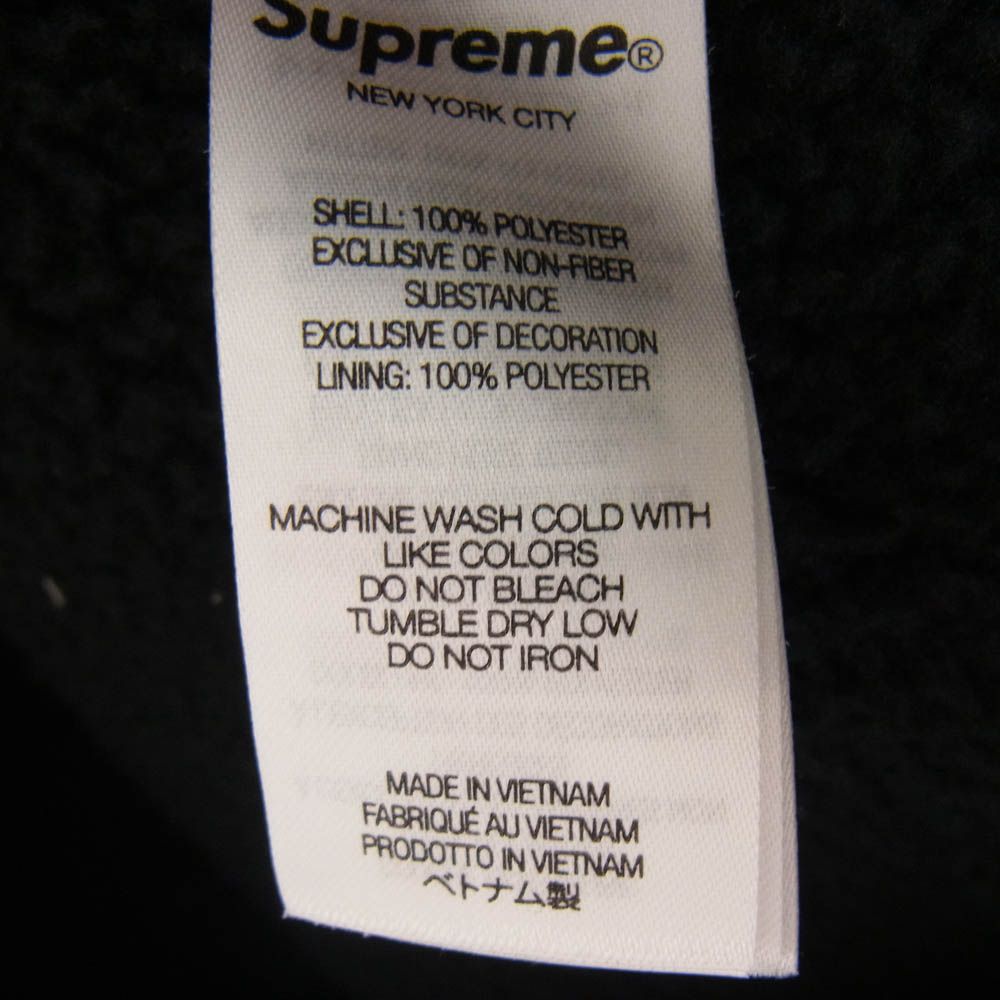 Supreme®
NEW YORK CITY
SHELL: 100% POLYESTER
EXCLUSIVE OF NON-FIBER
SUBSTANCE
EXCLUSIVE OF DECORATION
LINING: 100% POLYESTER
MACHINE WASH COLD WITH
LIKE COLORS
DO NOT BLEACH
TUMBLE DRY LOW
DO NOT IRON
MADE IN VIETNAM
FABRIQUÉ AU VIETNAM
PRODOTTO IN VIETNAM
ベトナム製